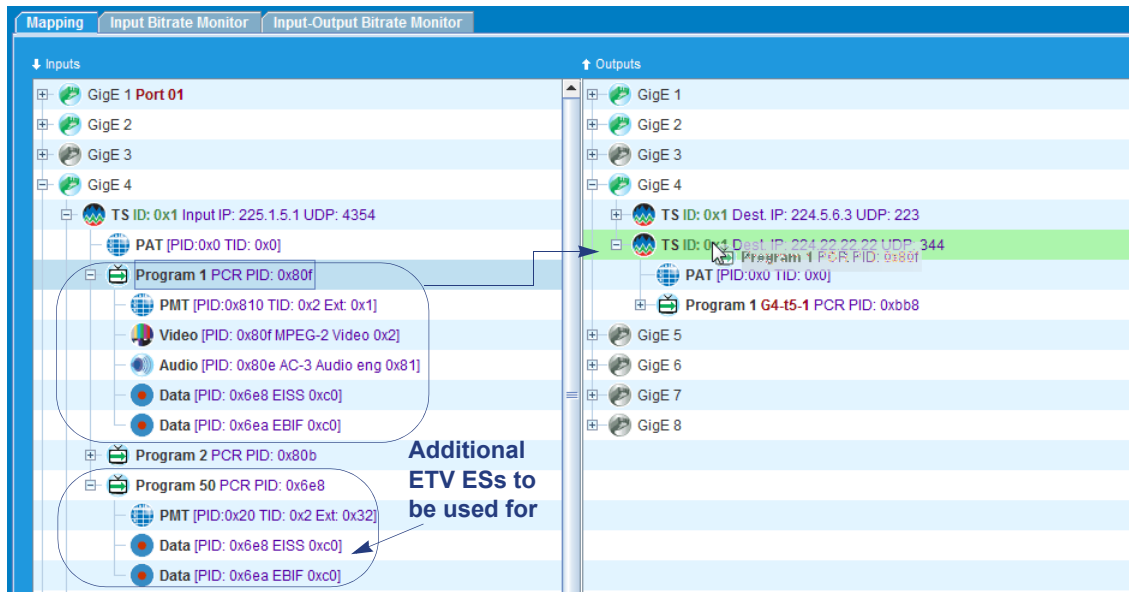 Mapping
Input Bitrate Monitor
Input-Output Bitrate Monitor
Inputs
GigE 1 Port 01
GigE 2
GigE 3
GigE 4
TS ID: 0x1 Input IP: 225.1.5.1 UDP: 4354
PAT [PID:0x0 TID: 0x0]
Program 1 PCR PID: 0x80f
PMT [PID:0x810 TID: 0x2 Ext: 0x1]
Video [PID: 0x80f MPEG-2 Video 0x2]
Audio [PID: 0x80e AC-3 Audio eng 0x81]
Data [PID: 0x6e8 EISS 0xc0]
Data [PID: 0x6ea EBIF 0xc0]
Program 2 PCR PID: 0x80b
Program 50 PCR PID: 0x6e8
PMT [PID:0x20 TID: 0x2 Ext: 0x32]
Data [PID: 0x6e8 EISS 0xc0]
Data [PID: 0x6ea EBIF 0xc0]
Additional
ETV ESs to
be used for
Outputs
GigE 1
GigE 2
GigE 3
GigE 4
TS ID: 0x1 Dest. IP: 224.5.6.3 UDP: 223
TS ID: 0x1 Dest. IP: 224.22.22.22 UDP: 344
Program 1 PCR PID: 0x80f
PAT [PID:0x0 TID: 0x0]
Program 1 G4-t5-1 PCR PID: 0xbb8
GigE 5
GigE 6
GigE 7
GigE 8